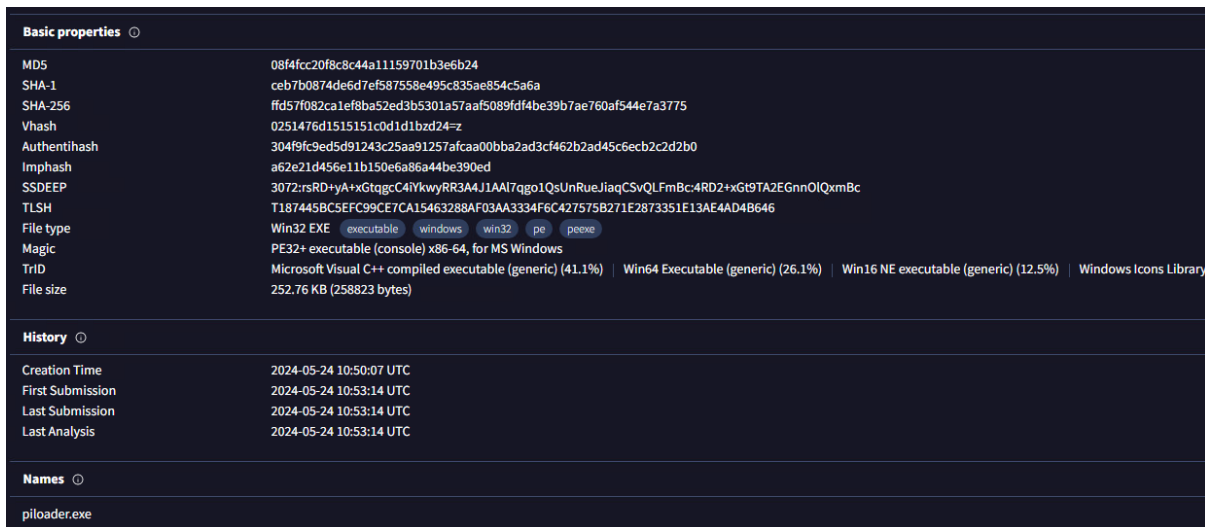 Basic properties
MD5 08f4fcc20f8c8c44a11159701b3e6b24
SHA-1 ceb7b0874de6d7ef587558e495c835ae854c5a6a
SHA-256 ffd57f082ca1ef8ba52ed3b5301a57aaf5089fdf4be39b7ae760af544e7a3775
Vhash 0251476d1515151c0d1d1bzd24=z
Authentihash 304f9fc9ed5d91243c25aa91257afcaa00bba2ad3cf462b2ad45c6ecb2c2d2b0
Imphash a62e21d456e11b150e6a86a44be390ed
SSDEEP 3072:rsRD+yA+xGtqgcC4iYkwyRR3A4J1AAl7qgo1QsUnRueJiaqCSvQLFmBc:4RD2+xGt9TA2EGnnOlQxmBc
TLSH T187445BC5EFC99CE7CA15463288AF03AA3334F6C427575B271E2873351E13AE4AD4B646
File type Win32 EXE executable windows win32 pe peexe
Magic PE32+ executable (console) x86-64, for MS Windows
TrID Microsoft Visual C++ compiled executable (generic) (41.1%) | Win64 Executable (generic) (26.1%) | Win16 NE executable (generic) (12.5%) | Windows Icons Library
File size 252.76 KB (258823 bytes)
History
Creation Time 2024-05-24 10:50:07 UTC
First Submission 2024-05-24 10:53:14 UTC
Last Submission 2024-05-24 10:53:14 UTC
Last Analysis 2024-05-24 10:53:14 UTC
Names
piloader.exe